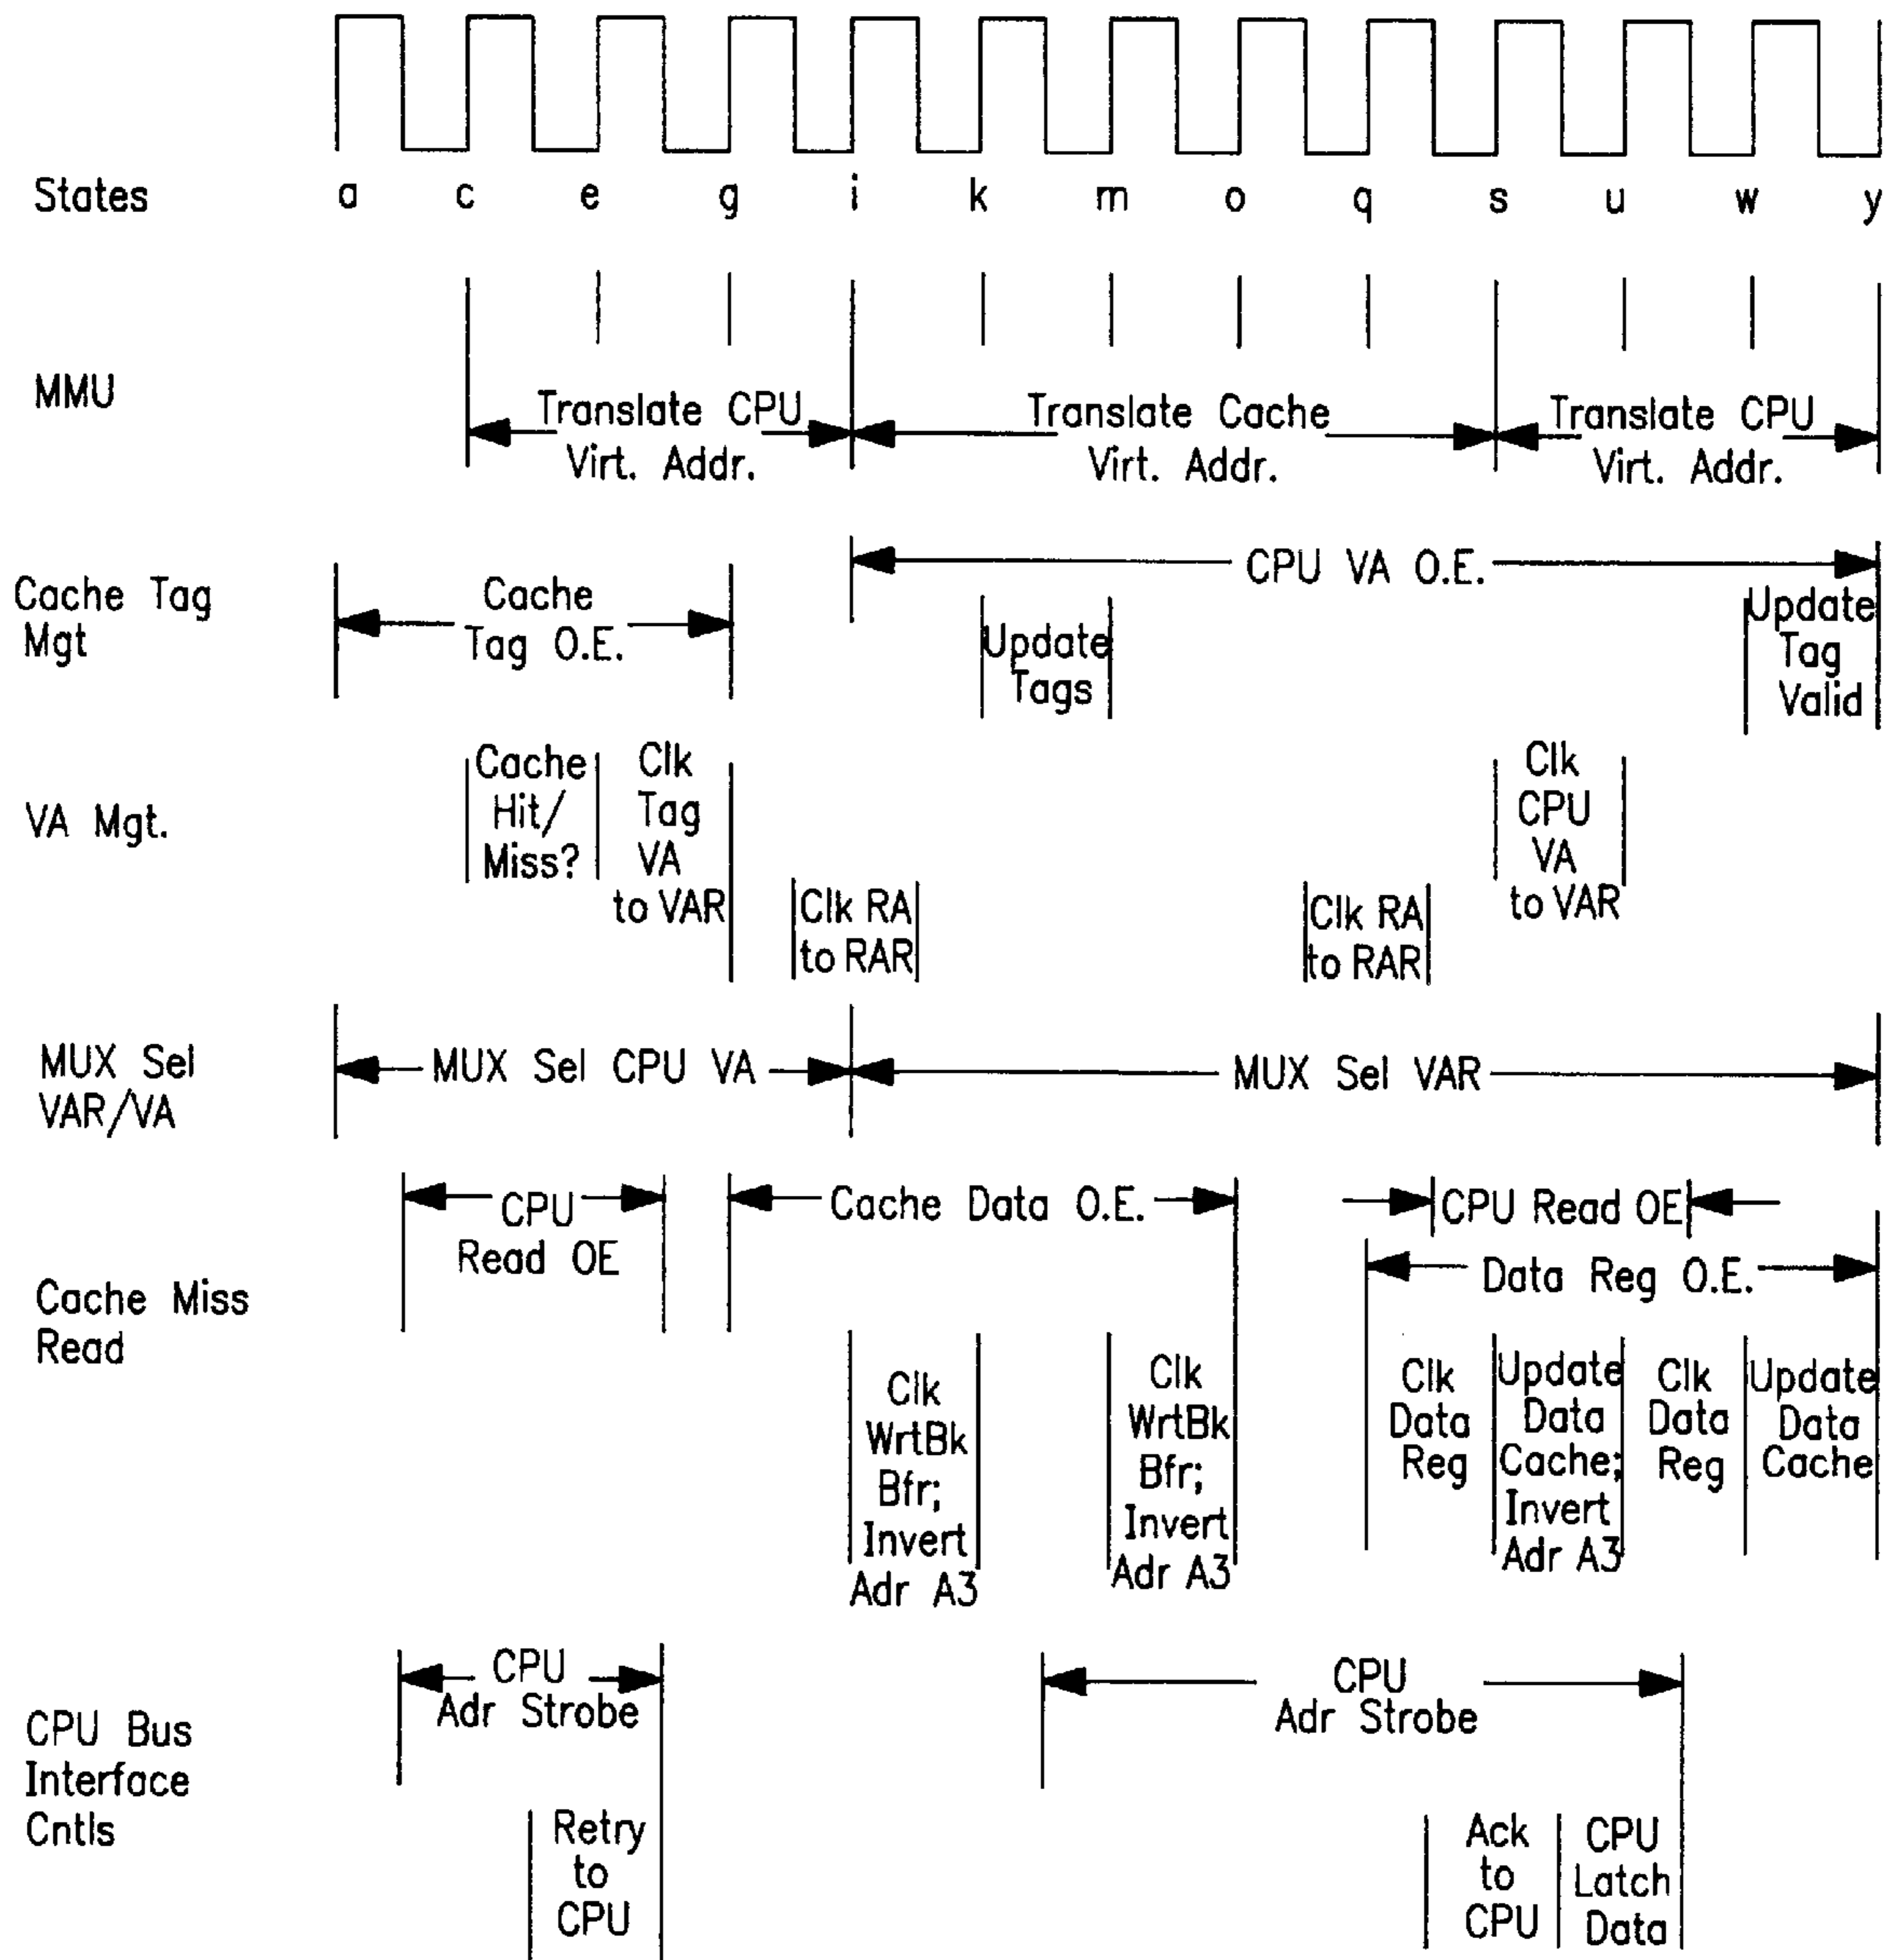 States a c e g i k m o q s u w y
MMU
Translate CPU
Virt. Addr.
Translate Cache
Virt. Addr.
Translate CPU
Virt. Addr.
Cache Tag
Mgt
Cache
Tag O.E.
CPU VA O.E.
Update
Tags
Update
Tag
Valid
VA Mgt.
Cache
Hit/
Miss?
Clk
Tag
VA
to VAR
Clk RA
to RAR
Clk RA
to RAR
Clk
CPU
VA
to VAR
MUX Sel
VAR/VA
MUX Sel CPU VA
MUX Sel VAR
Cache Miss
Read
CPU
Read OE
Cache Data O.E.
CPU Read OE
Data Reg O.E.
Clk
WrtBk
Bfr;
Invert
Adr A3
Clk
WrtBk
Bfr;
Invert
Adr A3
Clk
Data
Reg
Update
Data
Cache;
Invert
Adr A3
Clk
Data
Reg
Update
Data
Cache
CPU Bus
Interface
Cntls
CPU
Adr Strobe
CPU
Adr Strobe
Retry
to
CPU
Ack
to
CPU
CPU
Latch
Data